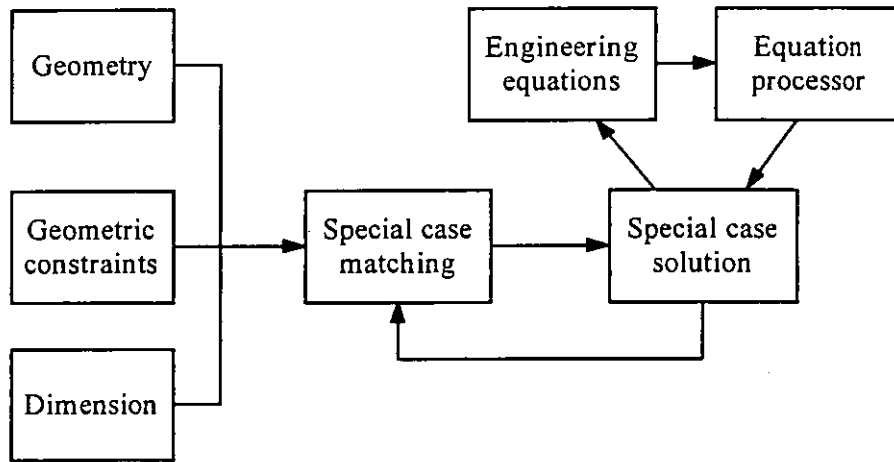 Geometry
Geometric
constraints
Dimension
Special case
matching
Engineering
equations
Equation
processor
Special case
solution